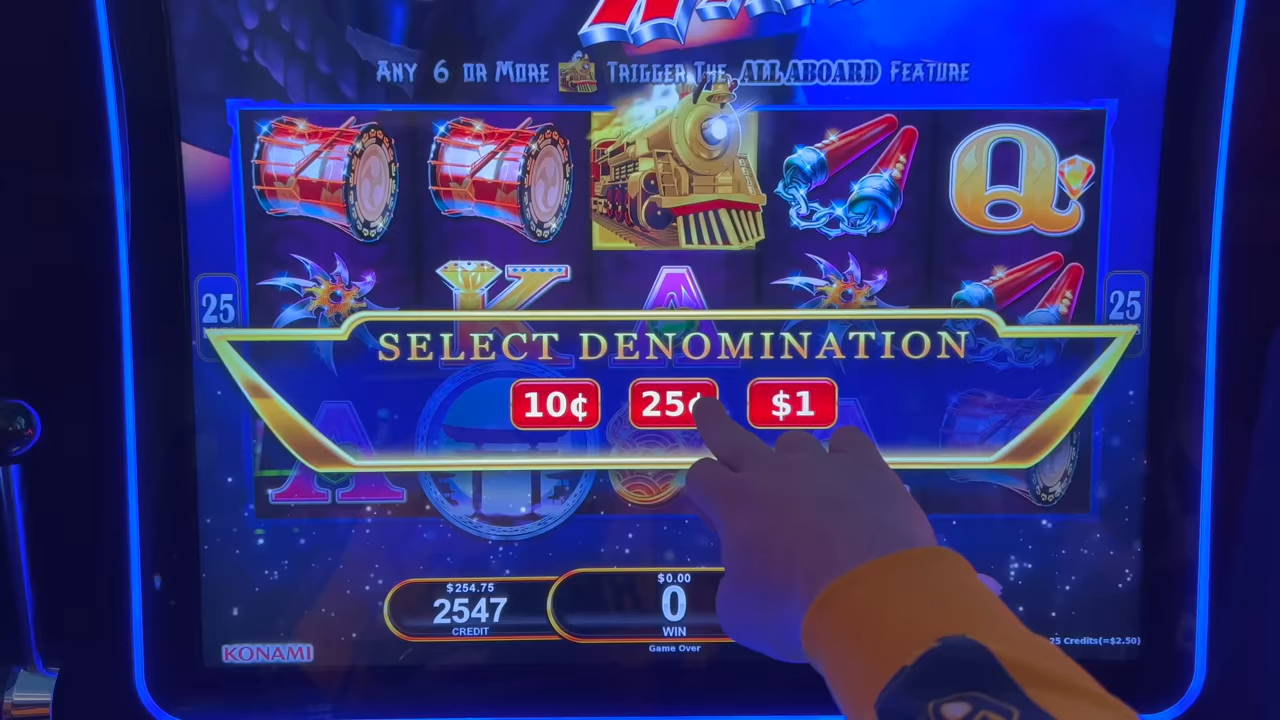 ANY 6 OR MORE TRIGGER THE ALL ABOARD FEATURE
Q
K A
25 25
SELECT DENOMINATION
10¢ 25¢ $1
A
$254.75
2547
CREDIT
$0.00
0
WIN
Game Over
25 Credits(=$2.50)
KONAMI